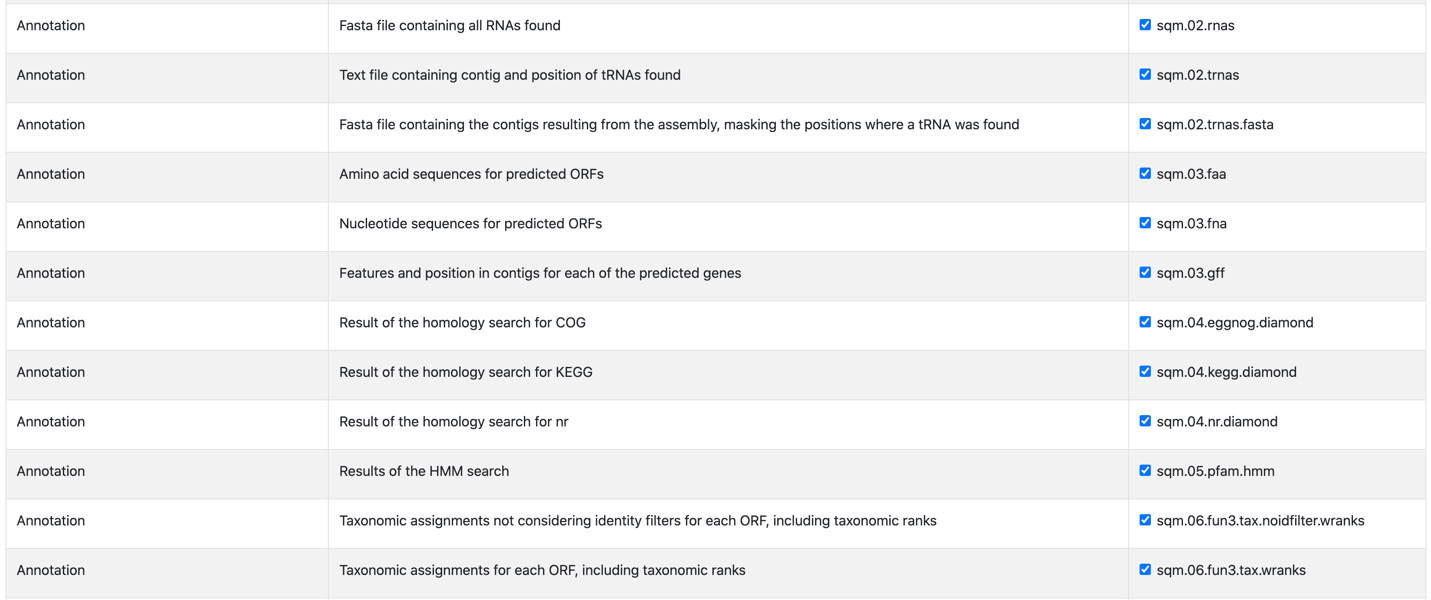 Annotation Fasta file containing all RNAs found sqm.02.rnas
Annotation Text file containing contig and position of tRNAs found sqm.02.trnas
Annotation Fasta file containing the contigs resulting from the assembly, masking the positions where a tRNA was found sqm.02.trnas.fasta
Annotation Amino acid sequences for predicted ORFs sqm.03.faa
Annotation Nucleotide sequences for predicted ORFs sqm.03.fna
Annotation Features and position in contigs for each of the predicted genes sqm.03.gff
Annotation Result of the homology search for COG sqm.04.eggnog.diamond
Annotation Result of the homology search for KEGG sqm.04.kegg.diamond
Annotation Result of the homology search for nr sqm.04.nr.diamond
Annotation Results of the HMM search sqm.05.pfam.hmm
Annotation Taxonomic assignments not considering identity filters for each ORF, including taxonomic ranks sqm.06.fun3.tax.noidfilter.wranks
Annotation Taxonomic assignments for each ORF, including taxonomic ranks sqm.06.fun3.tax.wranks